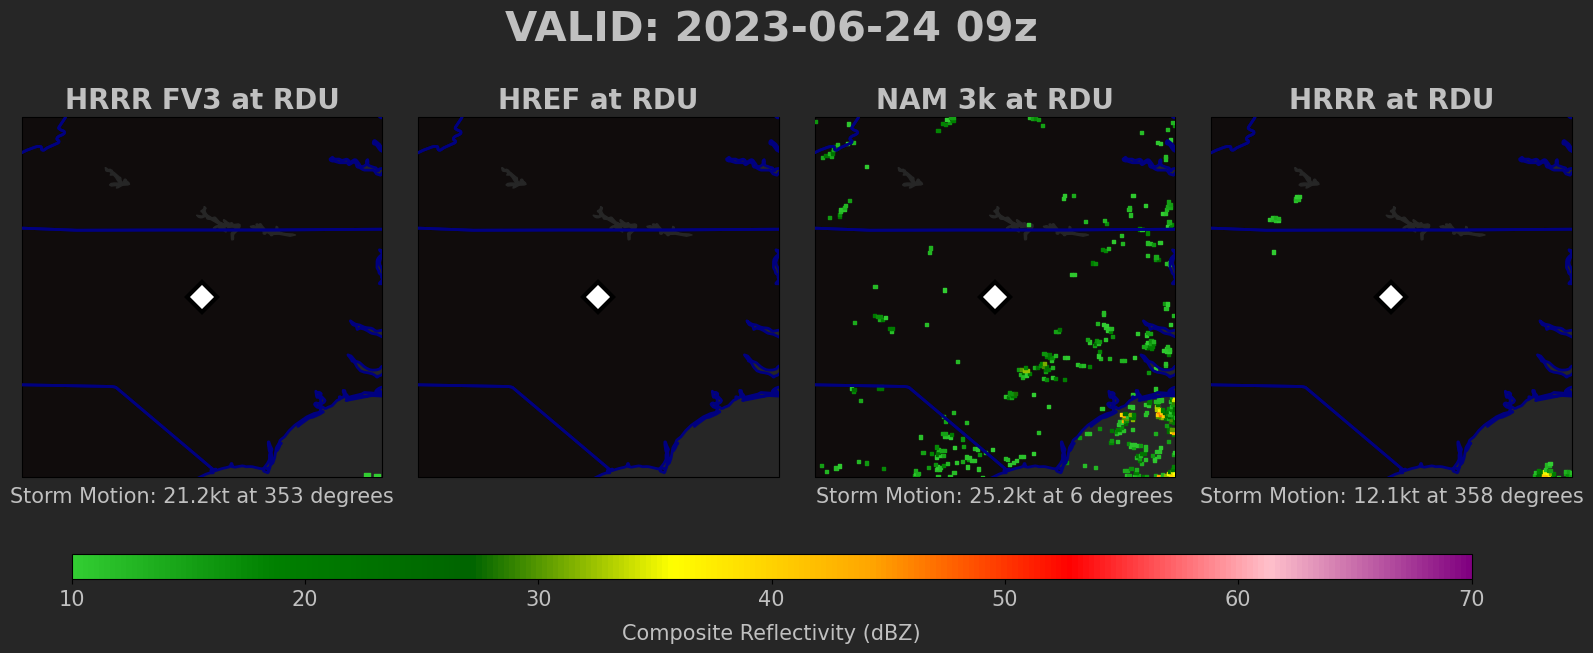 VALID: 2023-06-24 09z
HRRR FV3 at RDU
HREF at RDU
NAM 3k at RDU
HRRR at RDU
Storm Motion: 21.2kt at 353 degrees
Storm Motion: 25.2kt at 6 degrees
Storm Motion: 12.1kt at 358 degrees
10 20 30 40 50 60 70
Composite Reflectivity (dBZ)